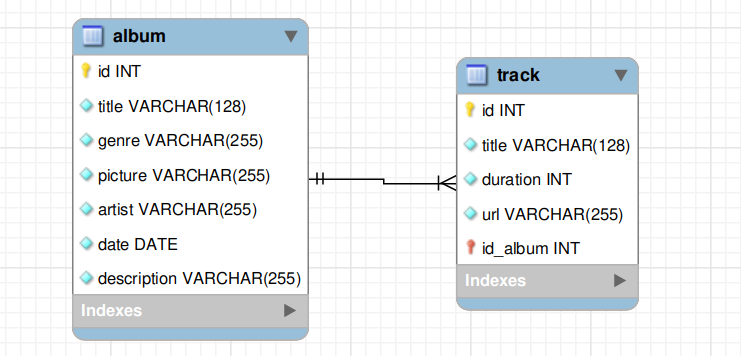 album
id INT
title VARCHAR(128)
genre VARCHAR(255)
picture VARCHAR(255)
artist VARCHAR(255)
date DATE
description VARCHAR(255)
Indexes
track
id INT
title VARCHAR(128)
duration INT
url VARCHAR(255)
id_album INT
Indexes